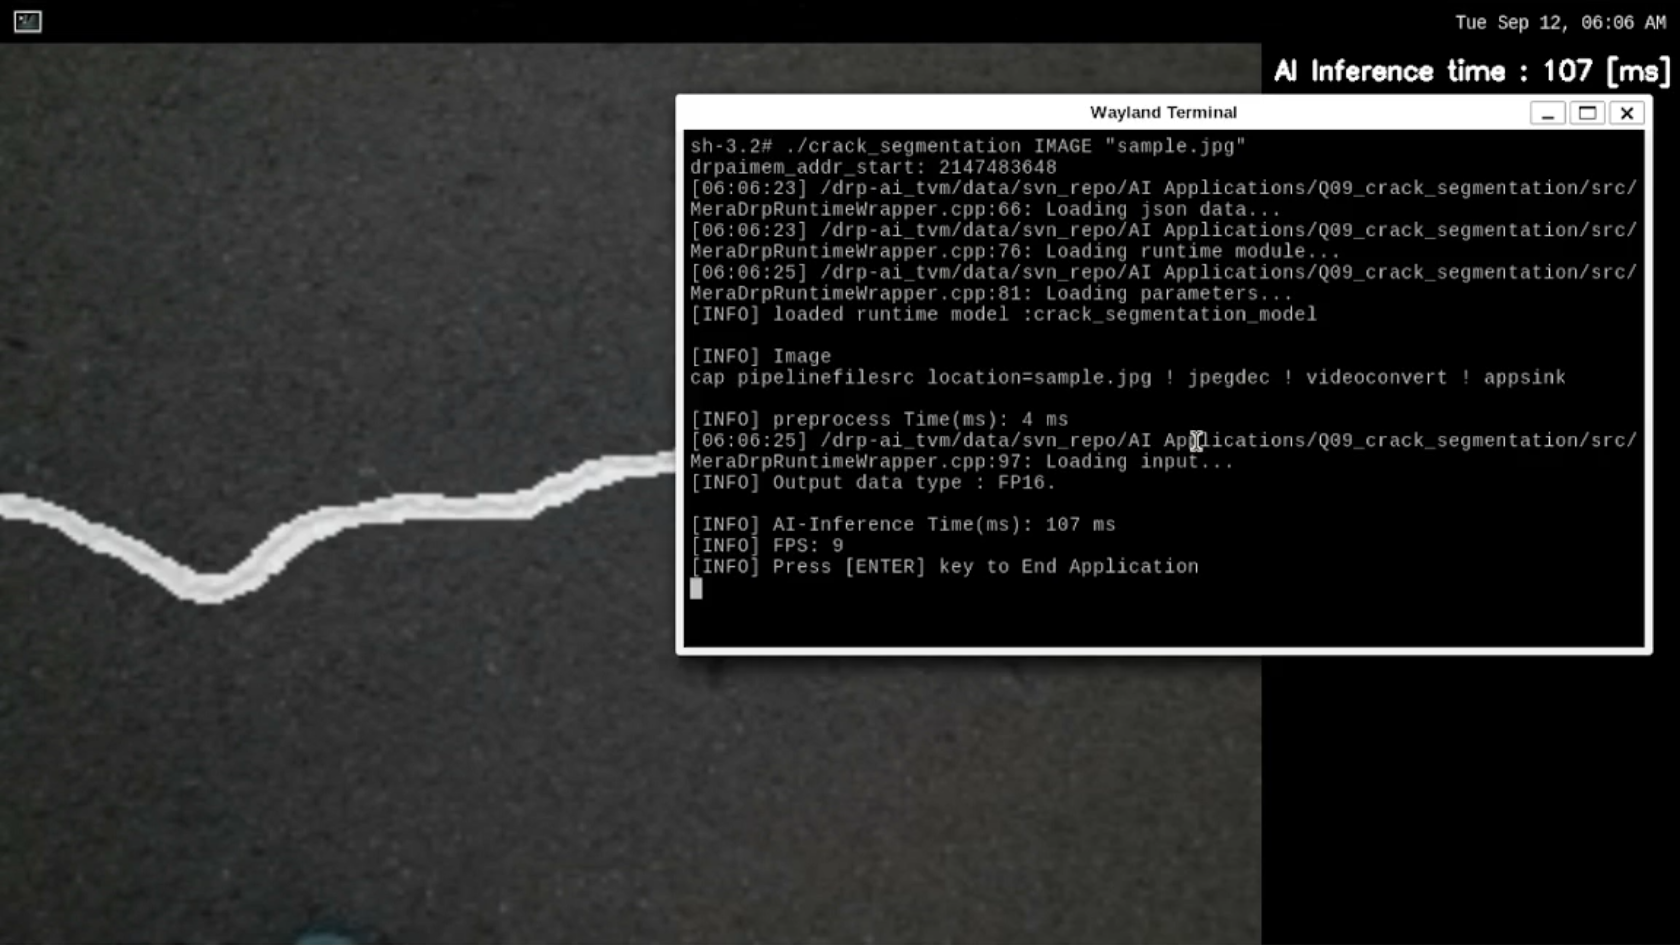 Tue Sep 12, 06:06 AM
AI Inference time : 107 [ms]
Wayland Terminal
sh-3.2# ./crack_segmentation IMAGE "sample.jpg"
drpaimem_addr_start: 2147483648
[06:06:23] /drp-ai_tvm/data/svn_repo/AI Applications/Q09_crack_segmentation/src/
MeraDrpRuntimeWrapper.cpp:66: Loading json data...
[06:06:23] /drp-ai_tvm/data/svn_repo/AI Applications/Q09_crack_segmentation/src/
MeraDrpRuntimeWrapper.cpp:76: Loading runtime module...
[06:06:25] /drp-ai_tvm/data/svn_repo/AI Applications/Q09_crack_segmentation/src/
MeraDrpRuntimeWrapper.cpp:81: Loading parameters...
[INFO] loaded runtime model :crack_segmentation_model
[INFO] Image
cap pipelinefilesrc location=sample.jpg ! jpegdec ! videoconvert ! appsink
[INFO] preprocess Time(ms): 4 ms
[06:06:25] /drp-ai_tvm/data/svn_repo/AI Applications/Q09_crack_segmentation/src/
MeraDrpRuntimeWrapper.cpp:97: Loading input...
[INFO] Output data type : FP16.
[INFO] AI-Inference Time(ms): 107 ms
[INFO] FPS: 9
[INFO] Press [ENTER] key to End Application